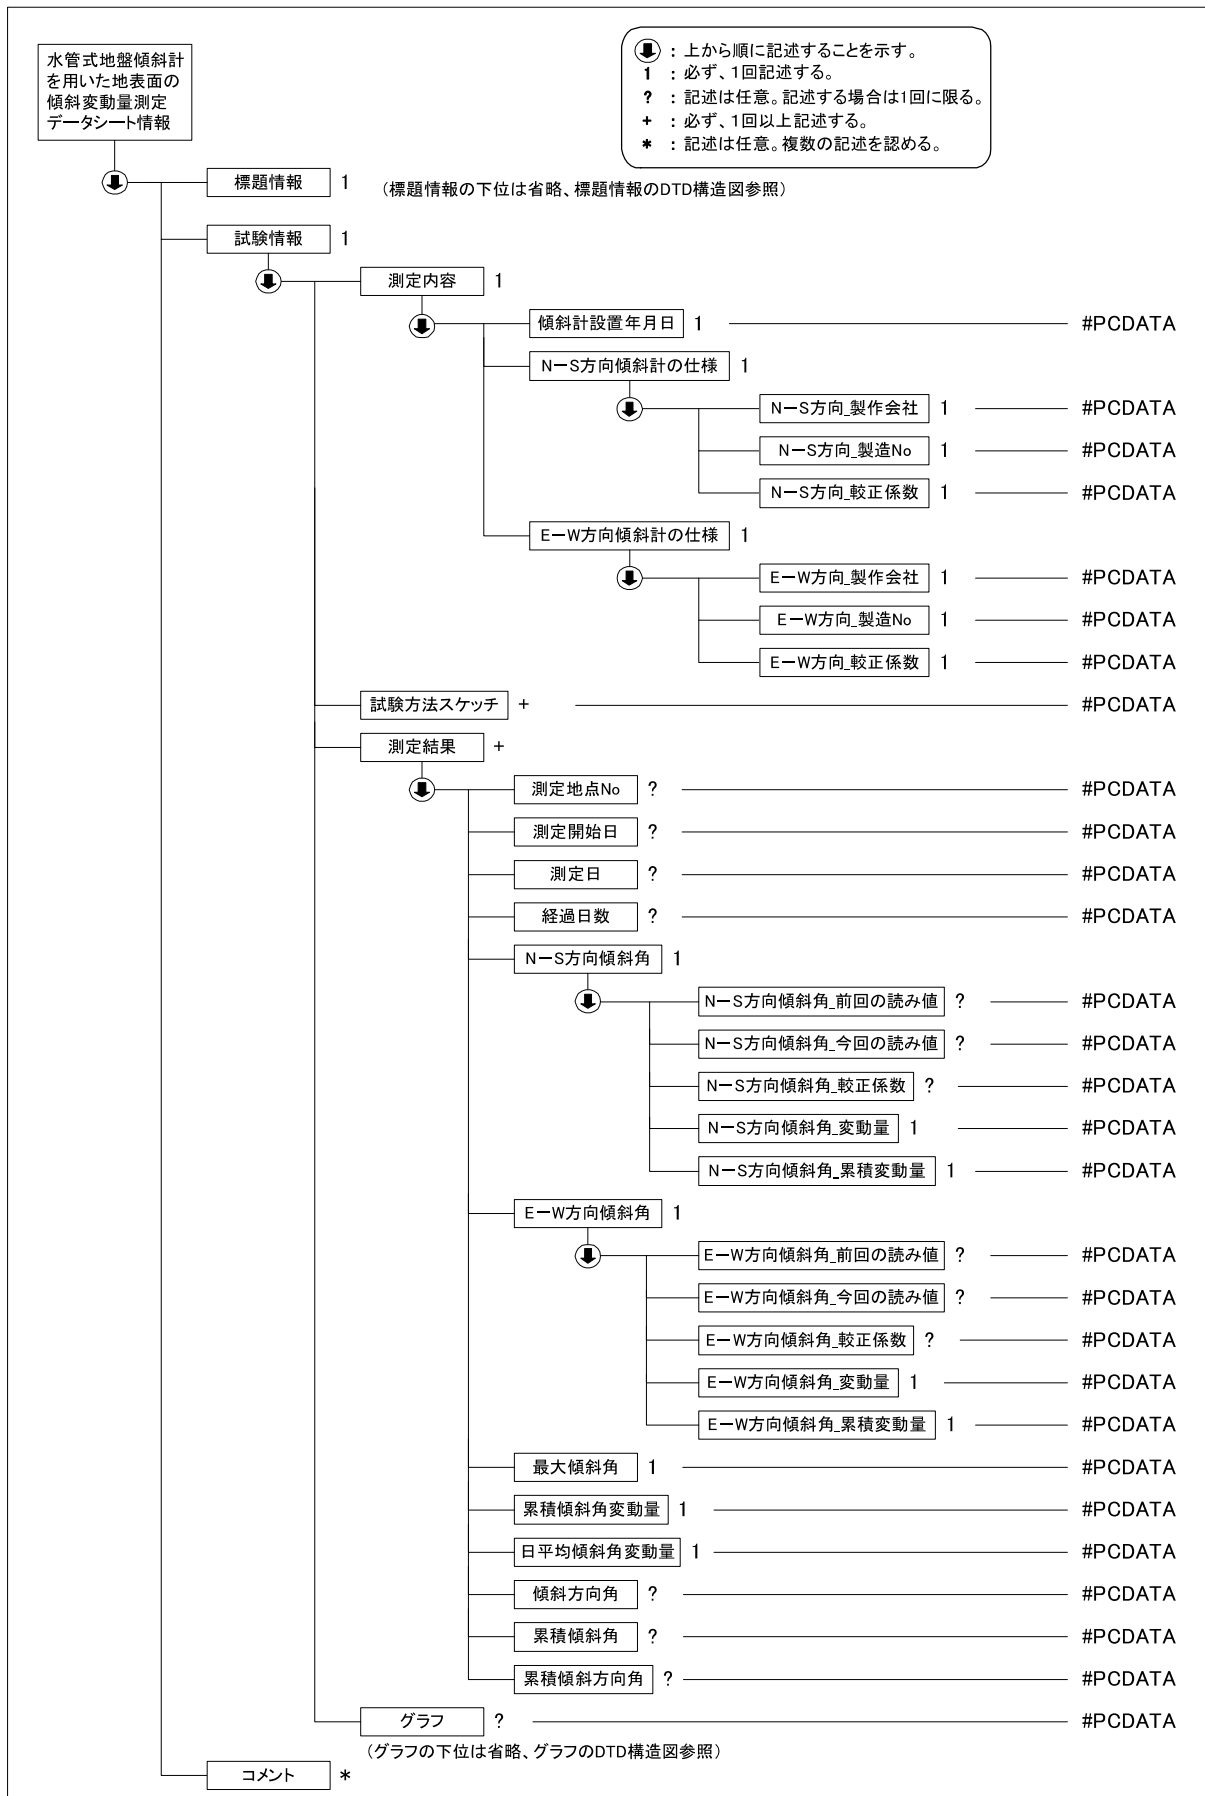 水管式地盤傾斜計
を用いた地表面の
傾斜変動量測定
データシート情報
：上から順に記述することを示す。
1 ：必ず、1回記述する。
? ：記述は任意。記述する場合は1回に限る。
+ ：必ず、1回以上記述する。
* ：記述は任意。複数の記述を認める。
標題情報 1 (標題情報の下位は省略、標題情報のDTD構造図参照)
試験情報 1
測定内容 1
傾斜計設置年月日 1 #PCDATA
N－S方向傾斜計の仕様 1
N－S方向_製作会社 1 #PCDATA
N－S方向_製造No 1 #PCDATA
N－S方向_較正係数 1 #PCDATA
E－W方向傾斜計の仕様 1
E－W方向_製作会社 1 #PCDATA
E－W方向_製造No 1 #PCDATA
E－W方向_較正係数 1 #PCDATA
試験方法スケッチ + #PCDATA
測定結果 +
測定地点No ? #PCDATA
測定開始日 ? #PCDATA
測定日 ? #PCDATA
経過日数 ? #PCDATA
N－S方向傾斜角 1
N－S方向傾斜角_前回の読み値 ? #PCDATA
N－S方向傾斜角_今回の読み値 ? #PCDATA
N－S方向傾斜角_較正係数 ? #PCDATA
N－S方向傾斜角_変動量 1 #PCDATA
N－S方向傾斜角_累積変動量 1 #PCDATA
E－W方向傾斜角 1
E－W方向傾斜角_前回の読み値 ? #PCDATA
E－W方向傾斜角_今回の読み値 ? #PCDATA
E－W方向傾斜角_較正係数 ? #PCDATA
E－W方向傾斜角_変動量 1 #PCDATA
E－W方向傾斜角_累積変動量 1 #PCDATA
最大傾斜角 1 #PCDATA
累積傾斜角変動量 1 #PCDATA
日平均傾斜角変動量 1 #PCDATA
傾斜方向角 ? #PCDATA
累積傾斜角 ? #PCDATA
累積傾斜方向角 ? #PCDATA
グラフ ? #PCDATA
(グラフの下位は省略、グラフのDTD構造図参照)
コメント *